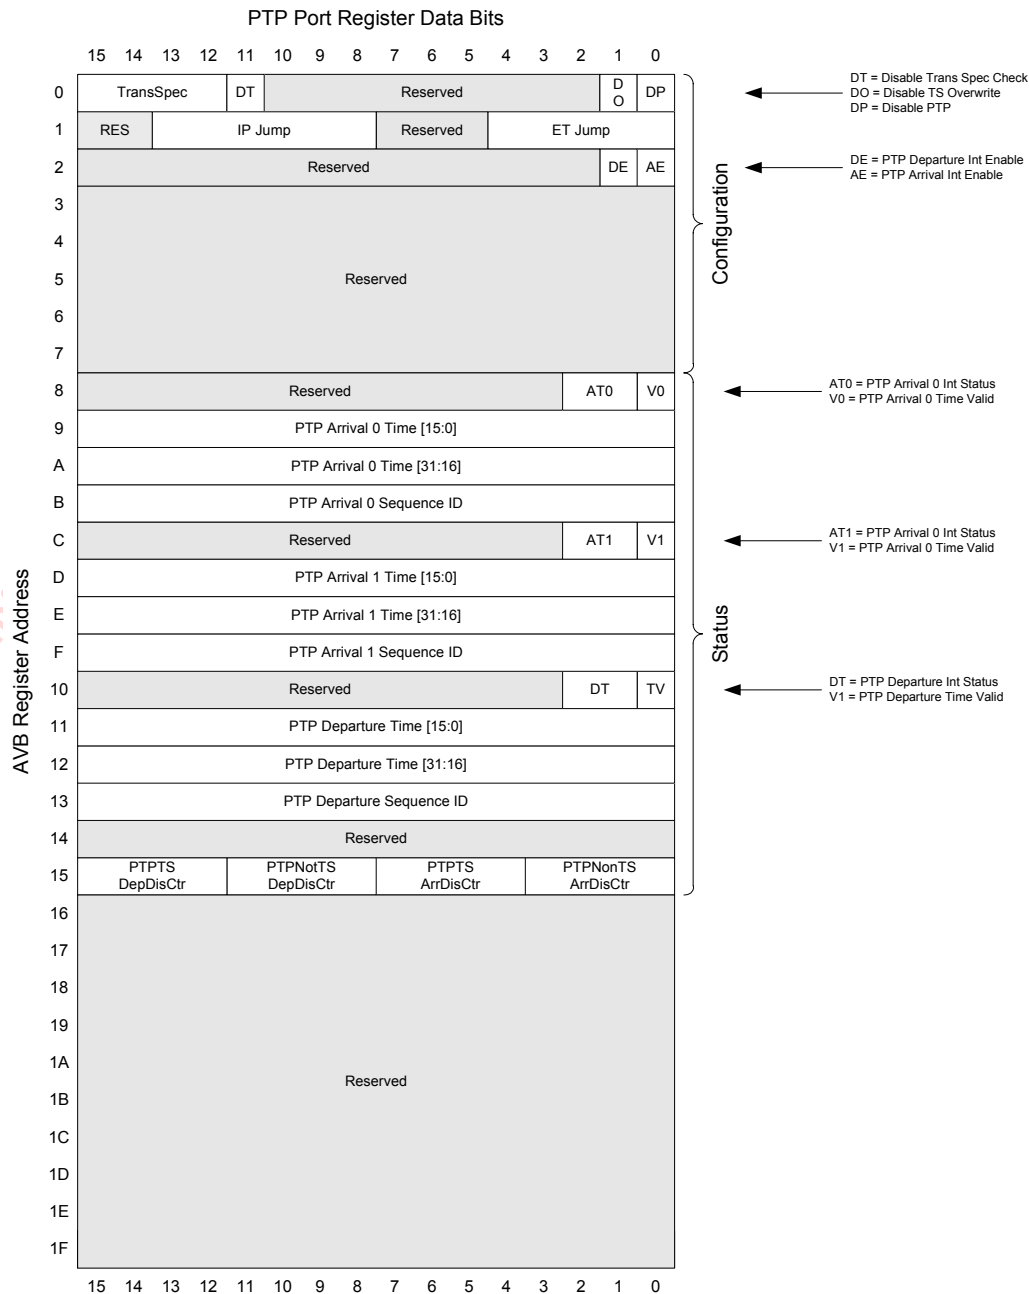 PTP Port Register Data Bits
15 14 13 12 11 10 9 8 7 6 5 4 3 2 1 0
0 TransSpec DT Reserved D O DP
DT = Disable Trans Spec Check
DO = Disable TS Overwrite
DP = Disable PTP
1 RES IP Jump Reserved ET Jump
2 Reserved DE AE
DE = PTP Departure Int Enable
AE = PTP Arrival Int Enable
3
4
5 Reserved
6
7
Configuration
8 Reserved AT0 V0
AT0 = PTP Arrival 0 Int Status
V0 = PTP Arrival 0 Time Valid
9 PTP Arrival 0 Time [15:0]
A PTP Arrival 0 Time [31:16]
B PTP Arrival 0 Sequence ID
C Reserved AT1 V1
AT1 = PTP Arrival 0 Int Status
V1 = PTP Arrival 0 Time Valid
D PTP Arrival 1 Time [15:0]
E PTP Arrival 1 Time [31:16]
F PTP Arrival 1 Sequence ID
10 Reserved DT TV
DT = PTP Departure Int Status
V1 = PTP Departure Time Valid
11 PTP Departure Time [15:0]
12 PTP Departure Time [31:16]
13 PTP Departure Sequence ID
14 Reserved
15 PTPTS DepDisCtr PTPNotTS DepDisCtr PTPTS ArrDisCtr PTPNonTS ArrDisCtr
Status
AVB Register Address
16
17
18
19
1A
Reserved
1B
1C
1D
1E
1F
15 14 13 12 11 10 9 8 7 6 5 4 3 2 1 0